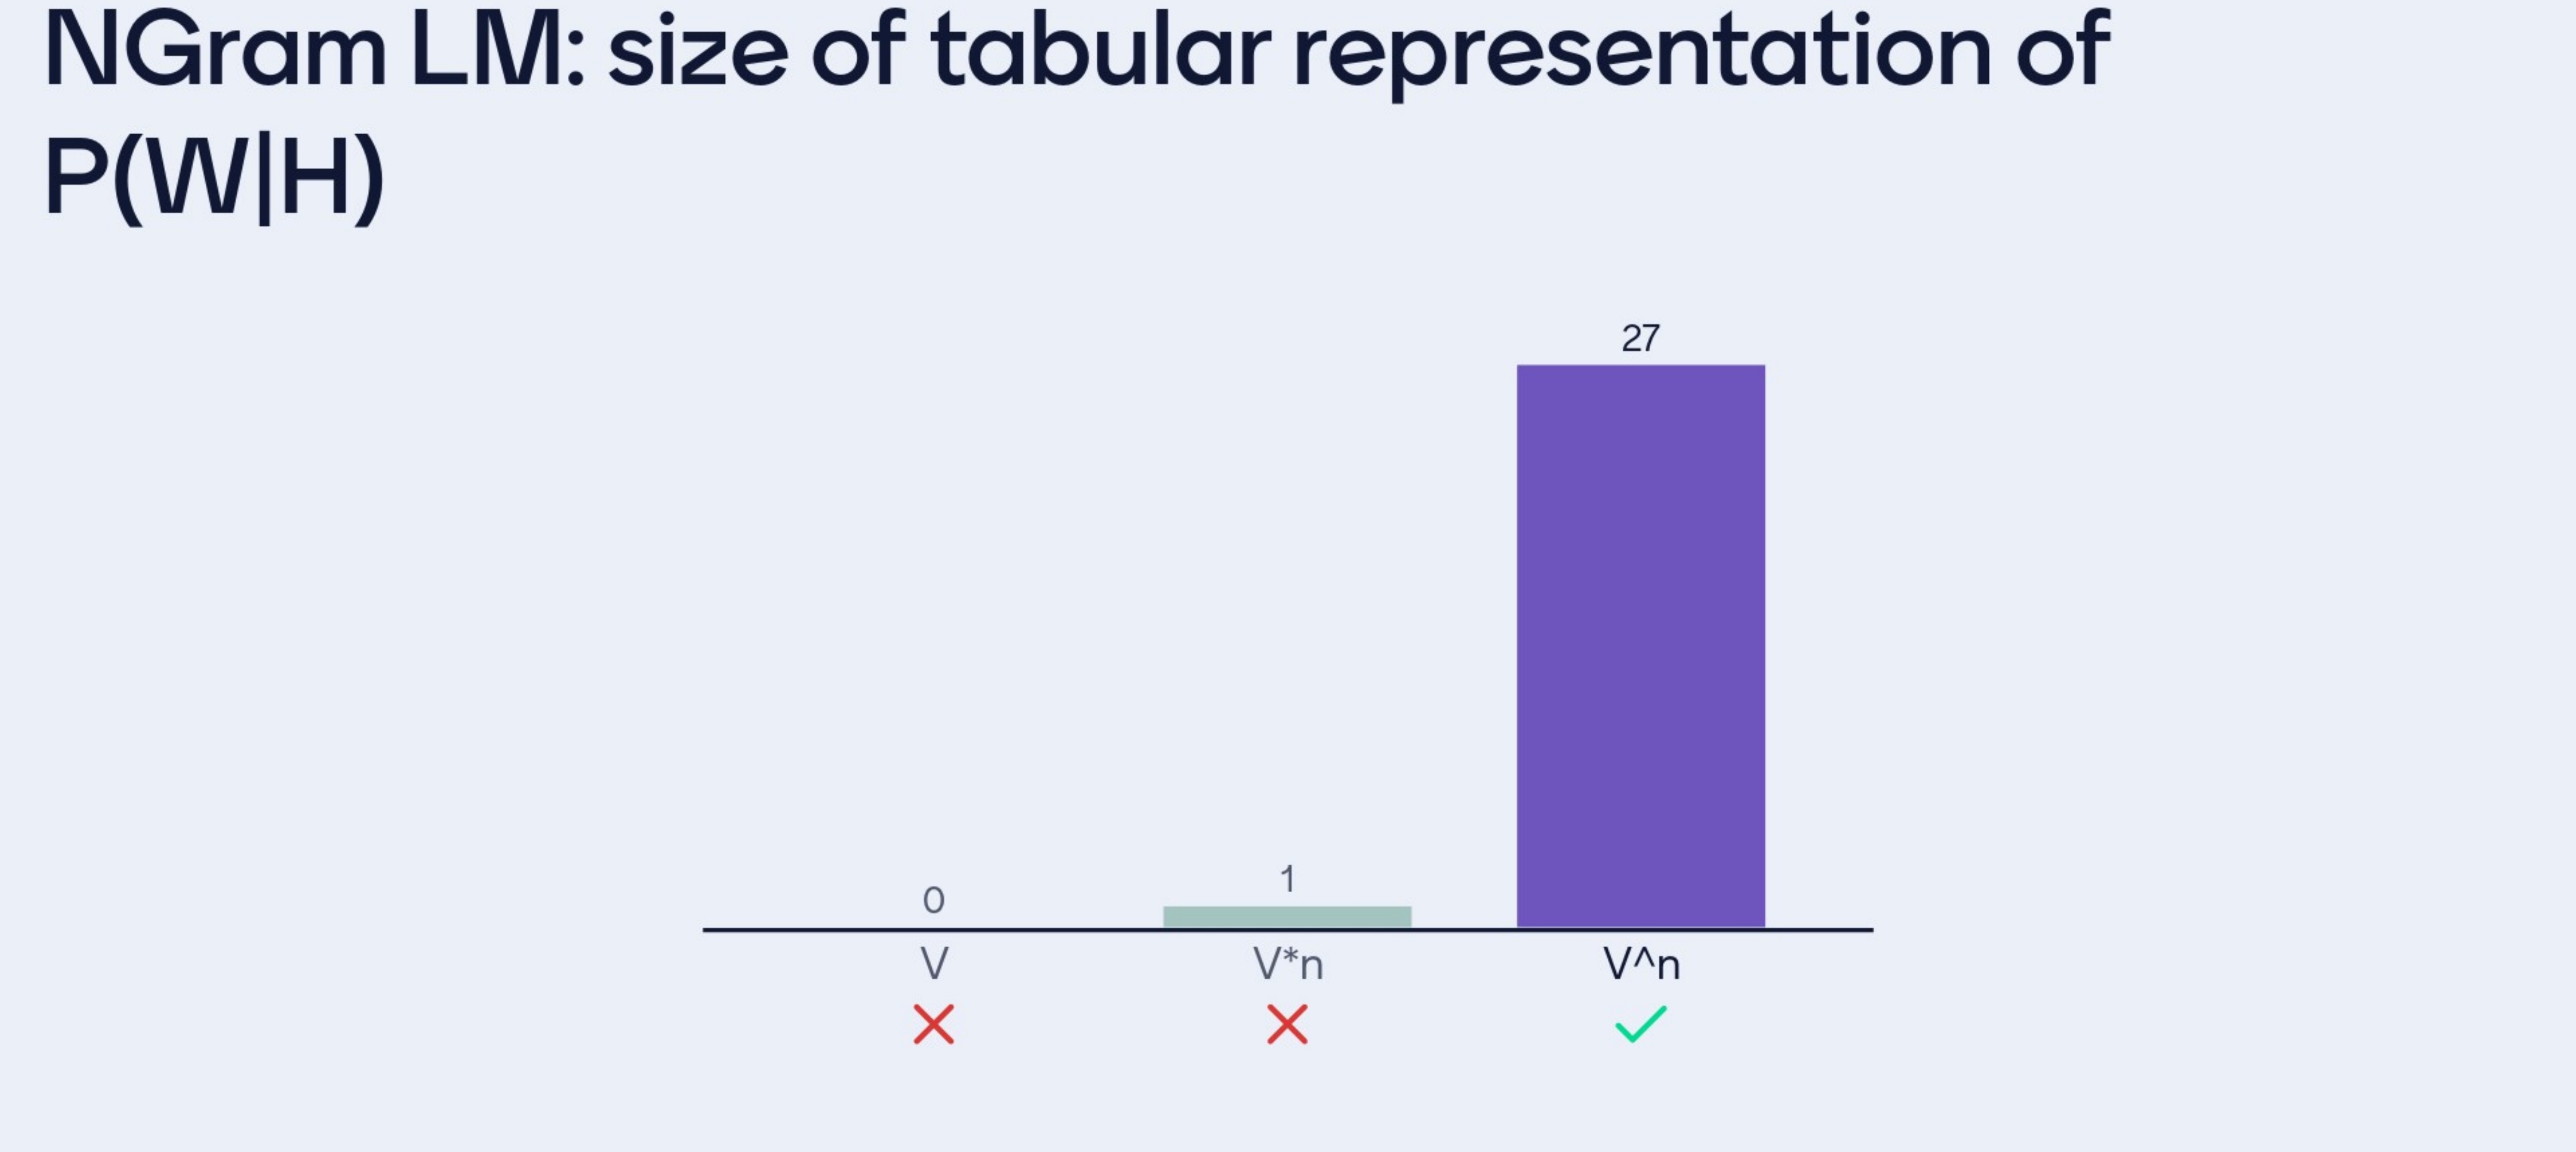 NGram LM: size of tabular representation of
P(W|H)
27
1
0
V
V*n
V^n